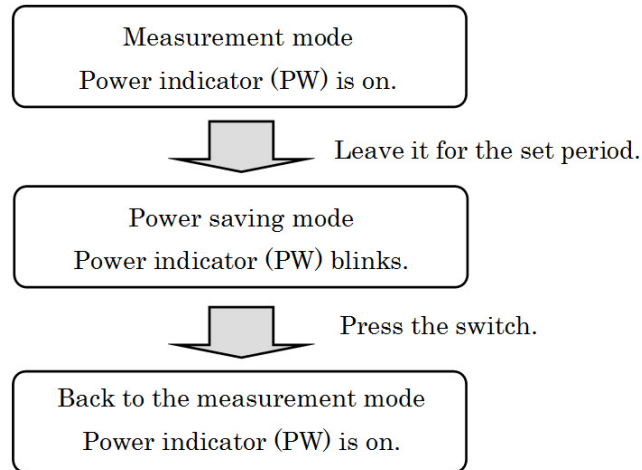 Measurement mode
Power indicator (PW) is on.
Leave it for the set period.
Power saving mode
Power indicator (PW) blinks.
Press the switch.
Back to the measurement mode
Power indicator (PW) is on.